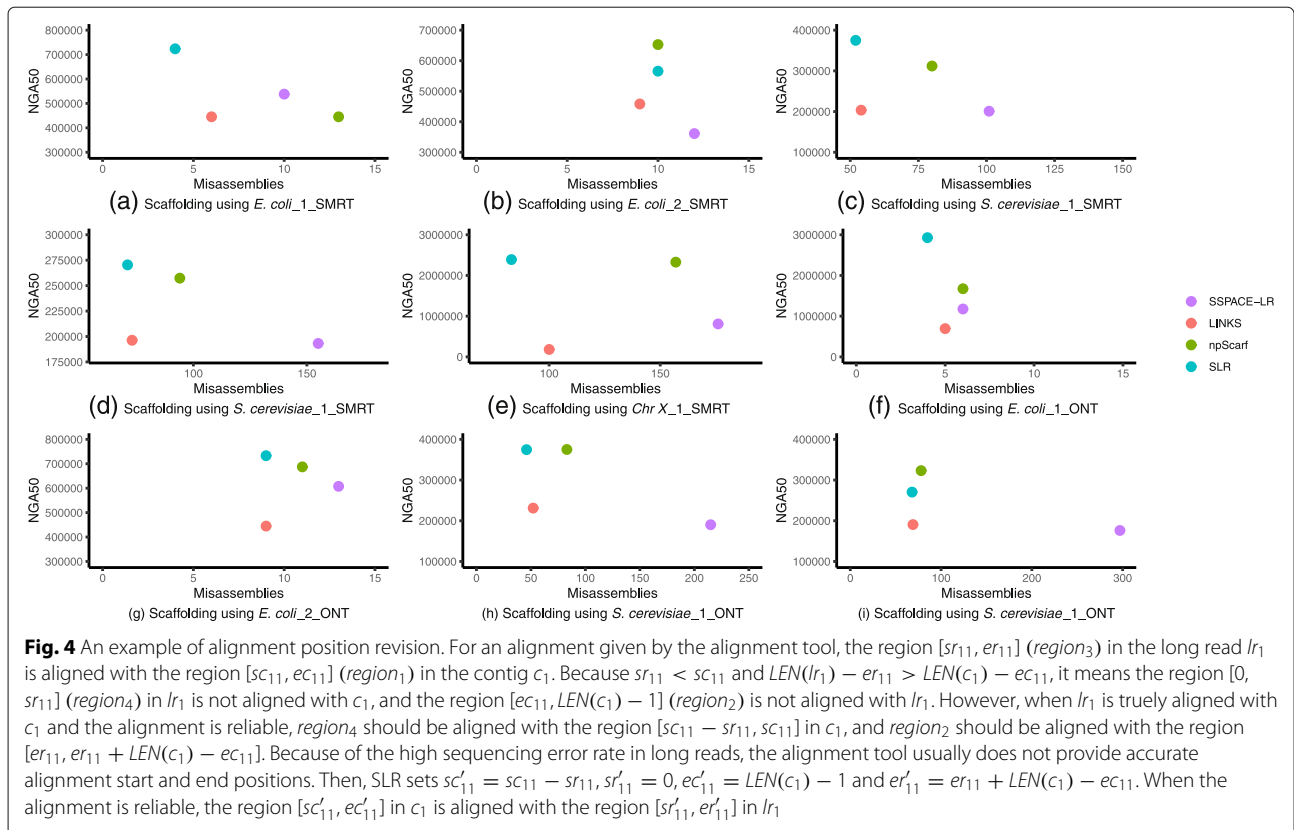 800000
700000
600000
500000
400000
300000
NGA50
0 5 10 15
Misassemblies
(a) Scaffolding using E. coli_1_SMRT
700000
600000
500000
400000
300000
NGA50
0 5 10 15
Misassemblies
(b) Scaffolding using E. coli_2_SMRT
400000
300000
200000
100000
NGA50
50 75 100 125 150
Misassemblies
(c) Scaffolding using S. cerevisiae_1_SMRT
300000
275000
250000
225000
200000
175000
NGA50
100 150
Misassemblies
(d) Scaffolding using S. cerevisiae_1_SMRT
3000000
2000000
1000000
0
NGA50
100 150
Misassemblies
(e) Scaffolding using Chr X_1_SMRT
3000000
2000000
1000000
0
NGA50
0 5 10 15
Misassemblies
(f) Scaffolding using E. coli_1_ONT
SSPACE−LR
LINKS
npScarf
SLR
800000
700000
600000
500000
400000
300000
NGA50
0 5 10 15
Misassemblies
(g) Scaffolding using E. coli_2_ONT
400000
300000
200000
100000
NGA50
0 50 100 150 200 250
Misassemblies
(h) Scaffolding using S. cerevisiae_1_ONT
400000
300000
200000
100000
NGA50
0 100 200 300
Misassemblies
(i) Scaffolding using S. cerevisiae_1_ONT
Fig. 4 An example of alignment position revision. For an alignment given by the alignment tool, the region [sr₁₁, er₁₁] (region₃) in the long read lr₁
is aligned with the region [sc₁₁, ec₁₁] (region₁) in the contig c₁. Because sr₁₁ < sc₁₁ and LEN(lr₁) − er₁₁ > LEN(c₁) − ec₁₁, it means the region [0,
sr₁₁] (region₄) in lr₁ is not aligned with c₁, and the region [ec₁₁, LEN(c₁) − 1] (region₂) is not aligned with lr₁. However, when lr₁ is truely aligned with
c₁ and the alignment is reliable, region₄ should be aligned with the region [sc₁₁ − sr₁₁, sc₁₁] in c₁, and region₂ should be aligned with the region
[er₁₁, er₁₁ + LEN(c₁) − ec₁₁]. Because of the high sequencing error rate in long reads, the alignment tool usually does not provide accurate
alignment start and end positions. Then, SLR sets sc′₁₁ = sc₁₁ − sr₁₁, sr′₁₁ = 0, ec′₁₁ = LEN(c₁) − 1 and er′₁₁ = er₁₁ + LEN(c₁) − ec₁₁. When the
alignment is reliable, the region [sc′₁₁, ec′₁₁] in c₁ is aligned with the region [sr′₁₁, er′₁₁] in lr₁